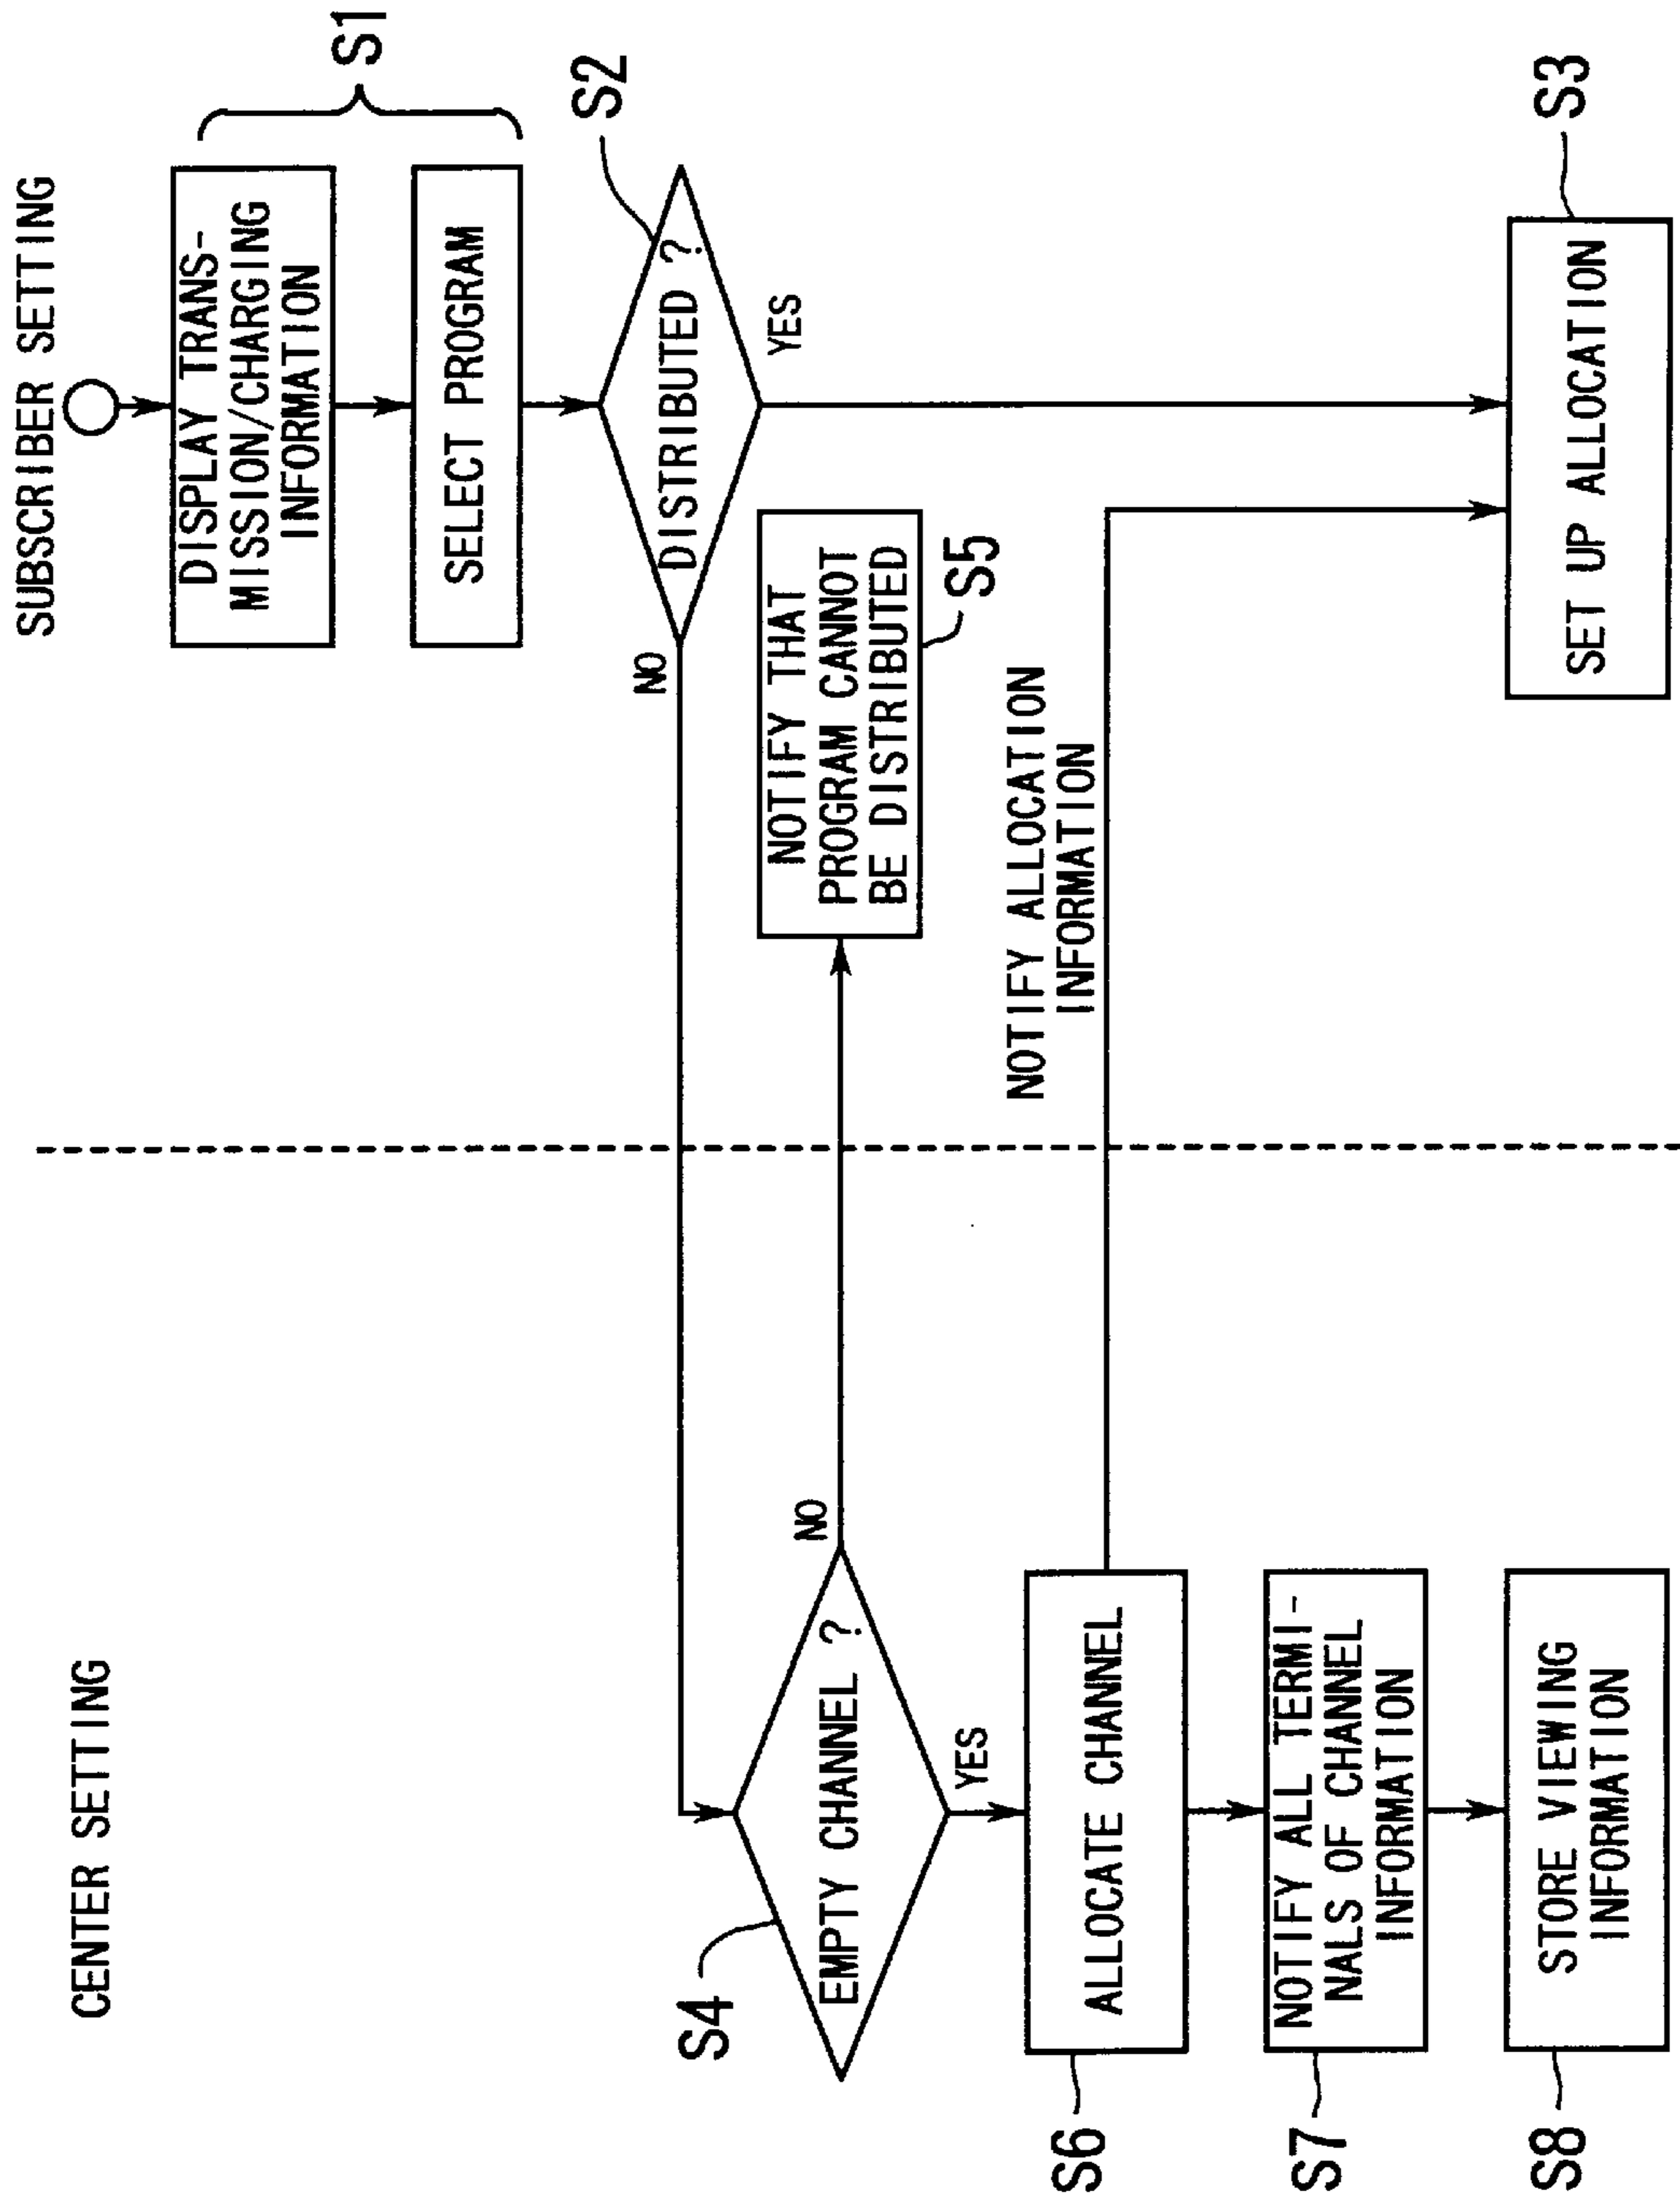 CENTER SETTING
SUBSCRIBER SETTING
DISPLAY TRANS-
MISSION/CHARGING
INFORMATION
S1
SELECT PROGRAM
S2
DISTRIBUTED ?
NO
YES
S4
EMPTY CHANNEL ?
NO
YES
NOTIFY THAT
PROGRAM CANNOT
BE DISTRIBUTED
S5
S6
ALLOCATE CHANNEL
NOTIFY ALLOCATION
INFORMATION
S7
NOTIFY ALL TERMI-
NALS OF CHANNEL
INFORMATION
S8
STORE VIEWING
INFORMATION
SET UP ALLOCATION
S3